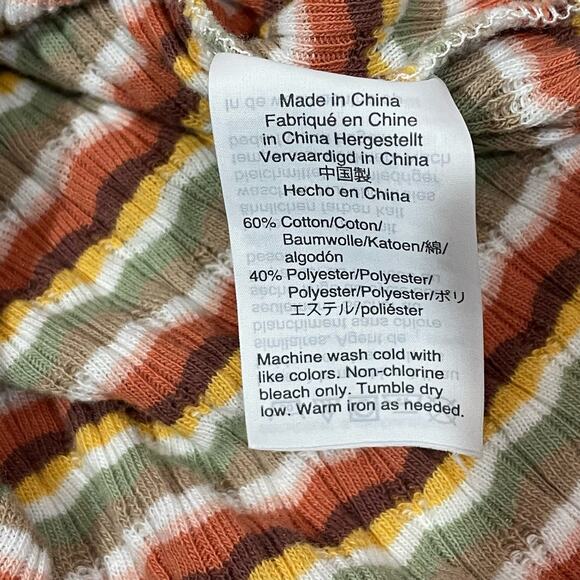 Made in China
Fabriqué en Chine
in China Hergestellt
Vervaardigd in China
中国製
Hecho en China
60% Cotton/Coton/
Baumwolle/Katoen/綿/
algodón
40% Polyester/Polyester/
Polyester/Polyester/ポリ
エステル/poliéster
Machine wash cold with
like colors. Non-chlorine
bleach only. Tumble dry
low. Warm iron as needed.